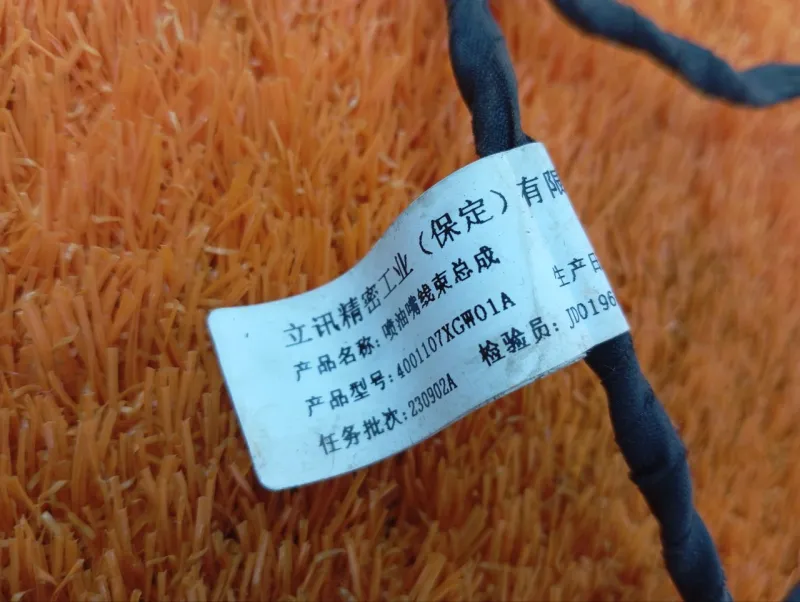 立讯精密工业（保定）有限
产品名称:喷油嘴线束总成
产品型号:4001107XGW01A 生产日
任务批次:230902A 检验员: JD0196